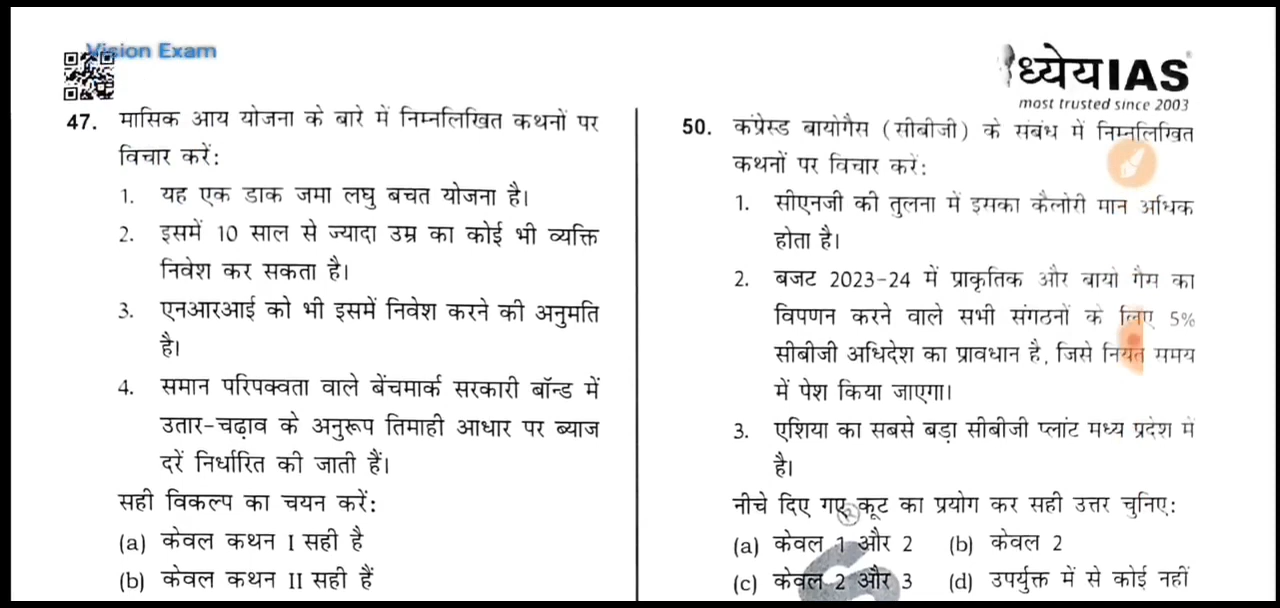 Vision Exam
ध्येयIAS
most trusted since 2003
47. मासिक आय योजना के बारे में निम्नलिखित कथनों पर
विचार करें:
1. यह एक डाक जमा लघु बचत योजना है।
2. इसमें 10 साल से ज्यादा उम्र का कोई भी व्यक्ति
निवेश कर सकता है।
3. एनआरआई को भी इसमें निवेश करने की अनुमति
है।
4. समान परिपक्वता वाले बेंचमार्क सरकारी बॉन्ड में
उतार-चढ़ाव के अनुरूप तिमाही आधार पर ब्याज
दरें निर्धारित की जाती हैं।
सही विकल्प का चयन करें:
(a) केवल कथन I सही है
(b) केवल कथन II सही हैं
50. कंप्रेस्ड बायोगैस (सीबीजी) के संबंध में निम्नलिखित
कथनों पर विचार करें:
1. सीएनजी की तुलना में इसका कैलोरी मान अधिक
होता है।
2. बजट 2023-24 में प्राकृतिक और बायो गैस का
विपणन करने वाले सभी संगठनों के लिए 5%
सीबीजी अधिदेश का प्रावधान है, जिसे नियत समय
में पेश किया जाएगा।
3. एशिया का सबसे बड़ा सीबीजी प्लांट मध्य प्रदेश में
है।
नीचे दिए गए कूट का प्रयोग कर सही उत्तर चुनिए:
(a) केवल 1 और 2 (b) केवल 2
(c) केवल 2 और 3 (d) उपर्युक्त में से कोई नहीं